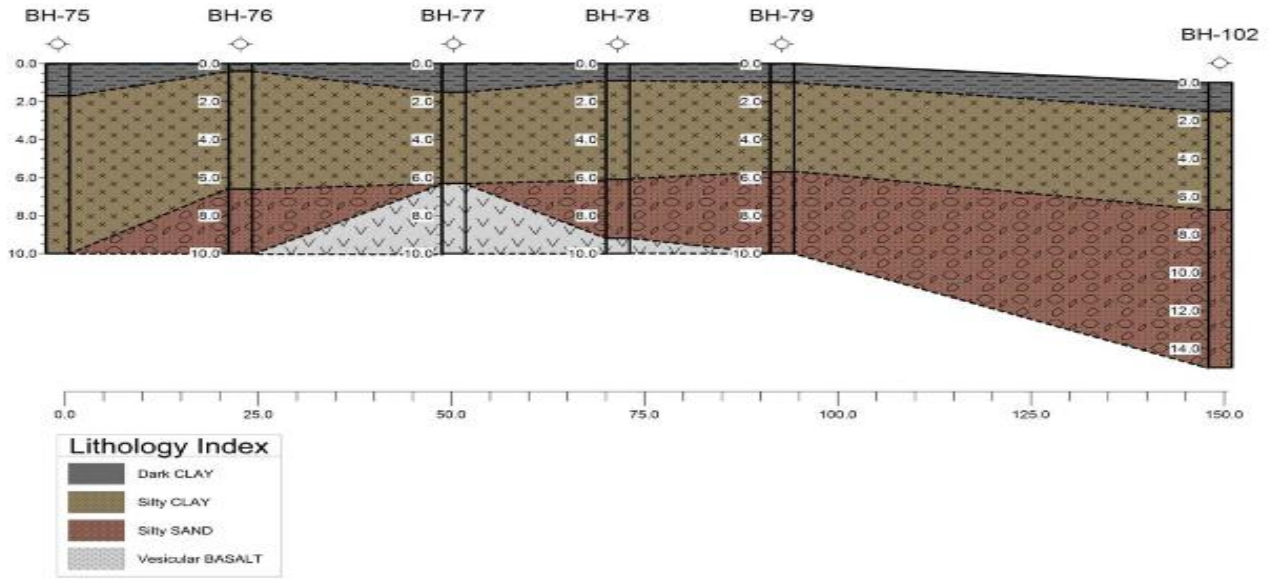 BH-75 BH-76 BH-77 BH-78 BH-79
BH-102
0.0 0.0 0.0 0.0 0.0
0.0
2.0 2.0 2.0 2.0 2.0
2.0
4.0 4.0 4.0 4.0 4.0
4.0
6.0 6.0 6.0 6.0 6.0
6.0
8.0 8.0 8.0 8.0 8.0
8.0
10.0 10.0 10.0 10.0 10.0
10.0
12.0
14.0
0.0 25.0 50.0 75.0 100.0 125.0 150.0
Lithology Index
Dark CLAY
Silty CLAY
Silty SAND
Vesicular BASALT